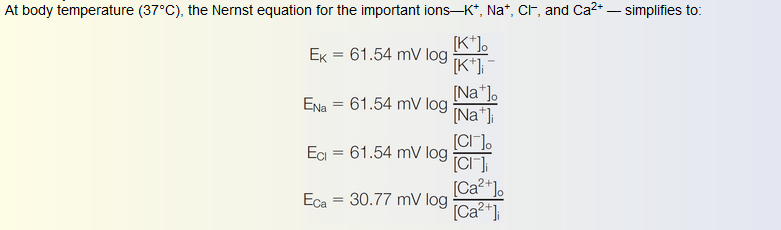 At body temperature (37°C), the Nernst equation for the important ions—K⁺, Na⁺, Cl⁻, and Ca²⁺ — simplifies to:
E_K = 61.54 mV log [K⁺]ₒ / [K⁺]ᵢ⁻
E_Na = 61.54 mV log [Na⁺]ₒ / [Na⁺]ᵢ
E_Cl = 61.54 mV log [Cl⁻]ₒ / [Cl⁻]ᵢ
E_Ca = 30.77 mV log [Ca²⁺]ₒ / [Ca²⁺]ᵢ